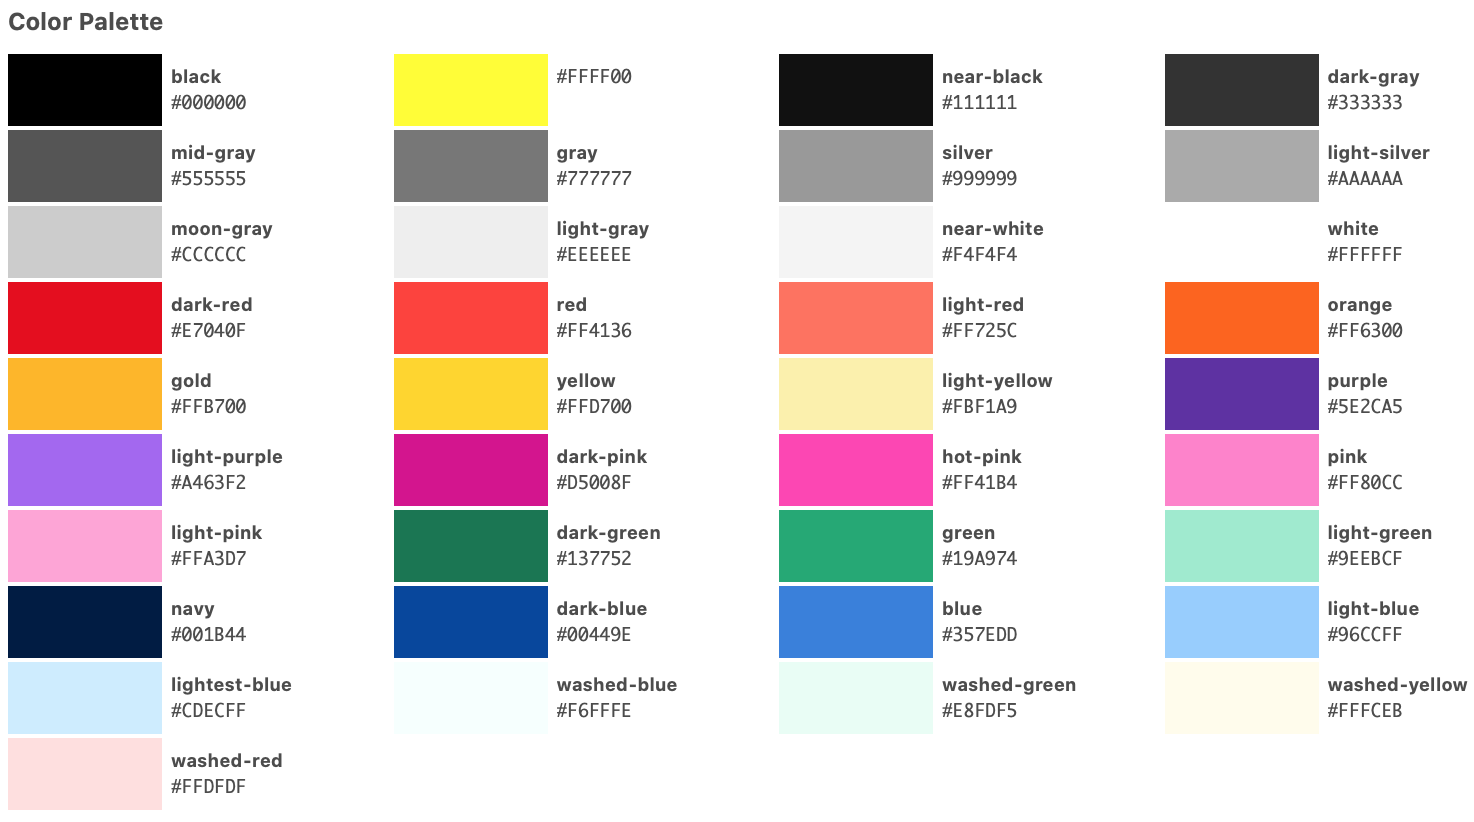 Color Palette
black
#000000
#FFFF00
near-black
#111111
dark-gray
#333333
mid-gray
#555555
gray
#777777
silver
#999999
light-silver
#AAAAAA
moon-gray
#CCCCCC
light-gray
#EEEEEE
near-white
#F4F4F4
white
#FFFFFF
dark-red
#E7040F
red
#FF4136
light-red
#FF725C
orange
#FF6300
gold
#FFB700
yellow
#FFD700
light-yellow
#FBF1A9
purple
#5E2CA5
light-purple
#A463F2
dark-pink
#D5008F
hot-pink
#FF41B4
pink
#FF80CC
light-pink
#FFA3D7
dark-green
#137752
green
#19A974
light-green
#9EEBCF
navy
#001B44
dark-blue
#00449E
blue
#357EDD
light-blue
#96CCFF
lightest-blue
#CDECFF
washed-blue
#F6FFFE
washed-green
#E8FDF5
washed-yellow
#FFFCEB
washed-red
#FFDFDF